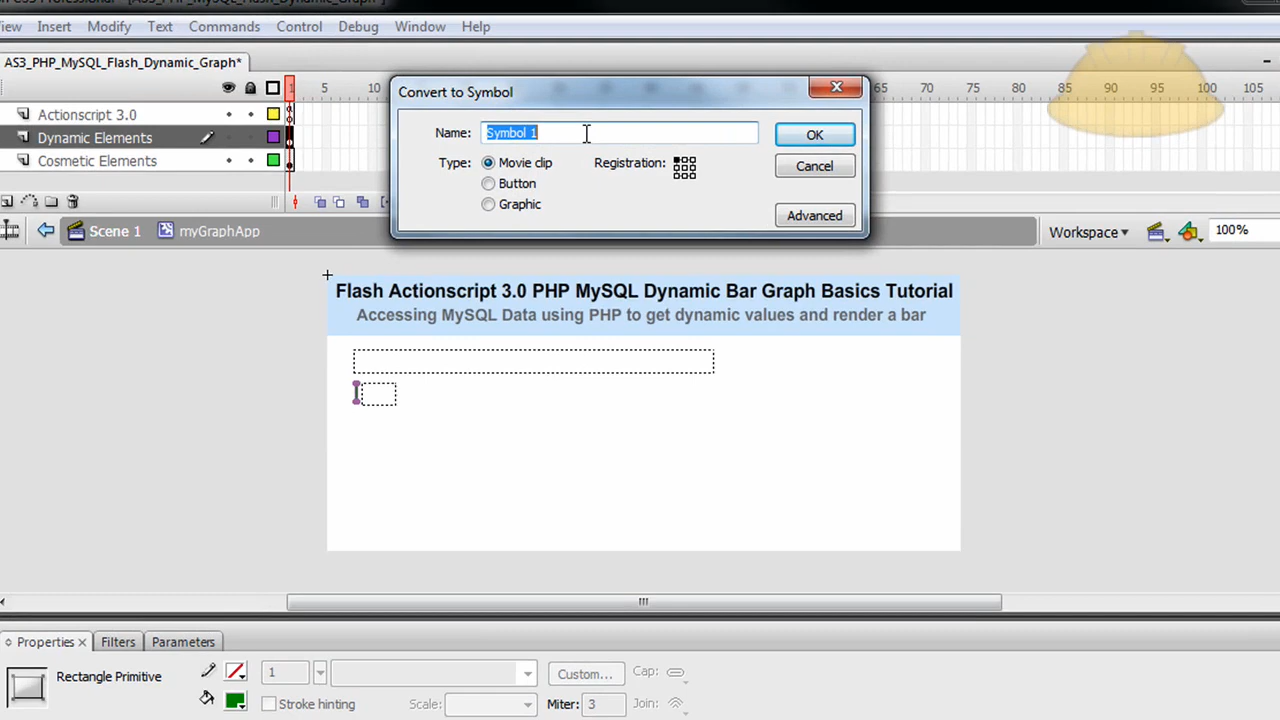 AS3_PHP_MySQL_Flash_Dynamic_Graph
View Insert Modify Text Commands Control Debug Window Help
AS3_PHP_MySQL_Flash_Dynamic_Graph*
1 5 10 65 70 75 80 85 90 95 100 105
Actionscript 3.0
Dynamic Elements
Cosmetic Elements
Convert to Symbol
Name: Symbol 1
OK
Type: Movie clip
Registration:
Cancel
Button
Graphic
Advanced
Scene 1 myGraphApp
Workspace
100%
Flash Actionscript 3.0 PHP MySQL Dynamic Bar Graph Basics Tutorial
Accessing MySQL Data using PHP to get dynamic values and render a bar
Properties × Filters Parameters
Rectangle Primitive
1
Custom...
Cap:
Stroke hinting
Scale:
Miter: 3
Join: